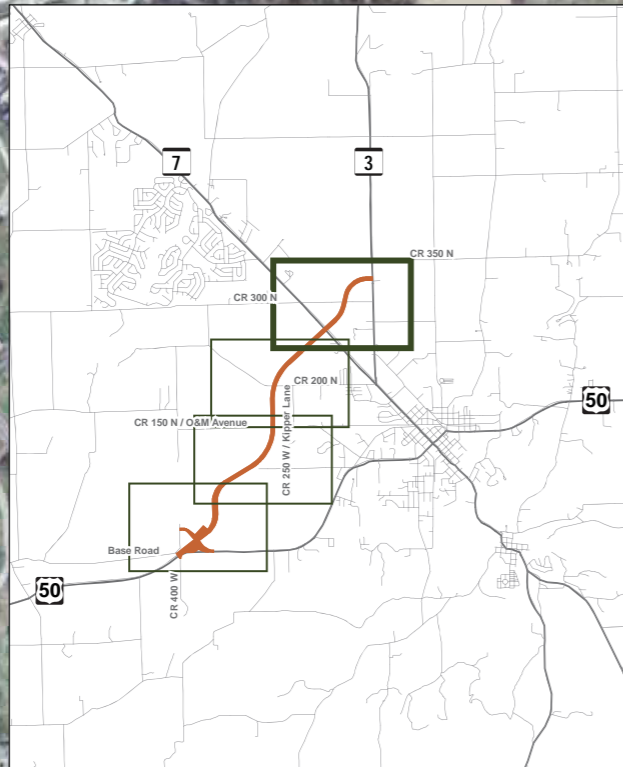 7
3
CR 350 N
CR 300 N
CR 200 N
50
CR 150 N / O&M Avenue
CR 250 W / Kipper Lane
Base Road
50
CR 400 W